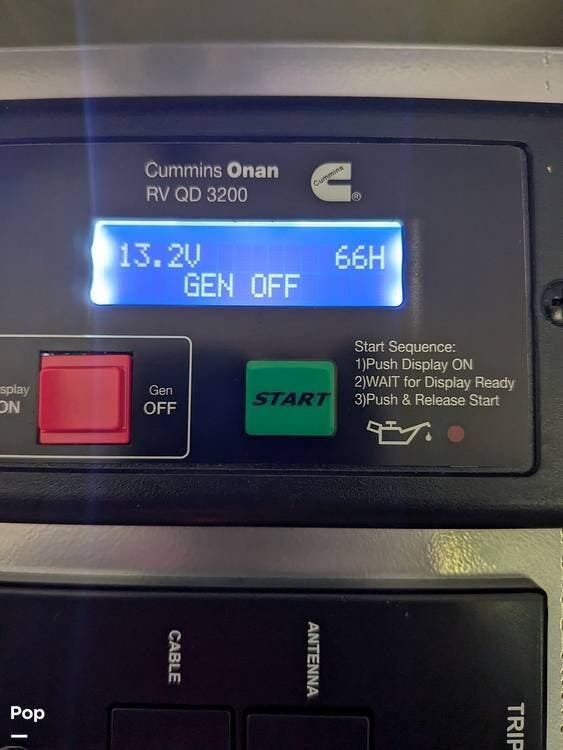 Cummins Onan
RV QD 3200
Cummins
®
13.2V 66H
GEN OFF
Start Sequence:
1)Push Display ON
2)WAIT for Display Ready
3)Push & Release Start
splay
ON
Gen
OFF
START
CABLE
ANTENNA
TRIP
Pop